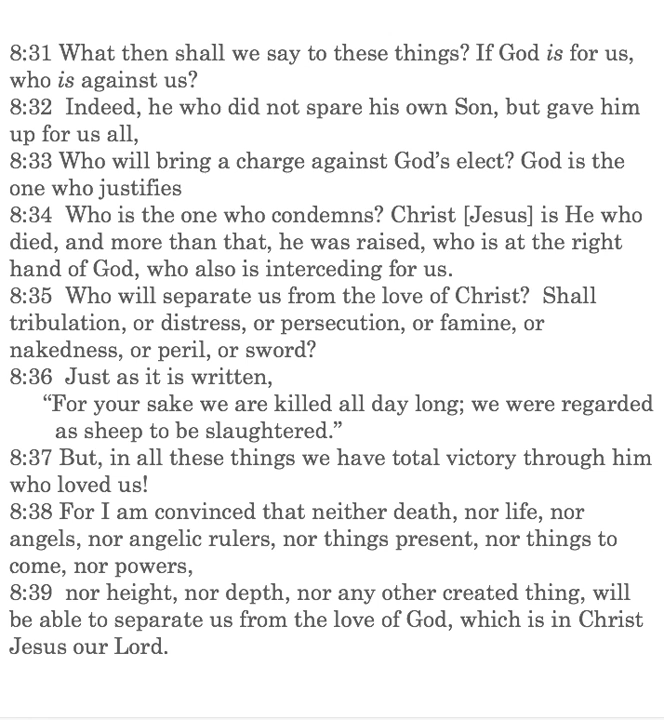 8:31 What then shall we say to these things? If God is for us,
who is against us?
8:32  Indeed, he who did not spare his own Son, but gave him
up for us all,
8:33 Who will bring a charge against God’s elect? God is the
one who justifies
8:34  Who is the one who condemns? Christ [Jesus] is He who
died, and more than that, he was raised, who is at the right
hand of God, who also is interceding for us.
8:35  Who will separate us from the love of Christ?  Shall
tribulation, or distress, or persecution, or famine, or
nakedness, or peril, or sword?
8:36  Just as it is written,
“For your sake we are killed all day long; we were regarded
as sheep to be slaughtered.”
8:37 But, in all these things we have total victory through him
who loved us!
8:38 For I am convinced that neither death, nor life, nor
angels, nor angelic rulers, nor things present, nor things to
come, nor powers,
8:39  nor height, nor depth, nor any other created thing, will
be able to separate us from the love of God, which is in Christ
Jesus our Lord.